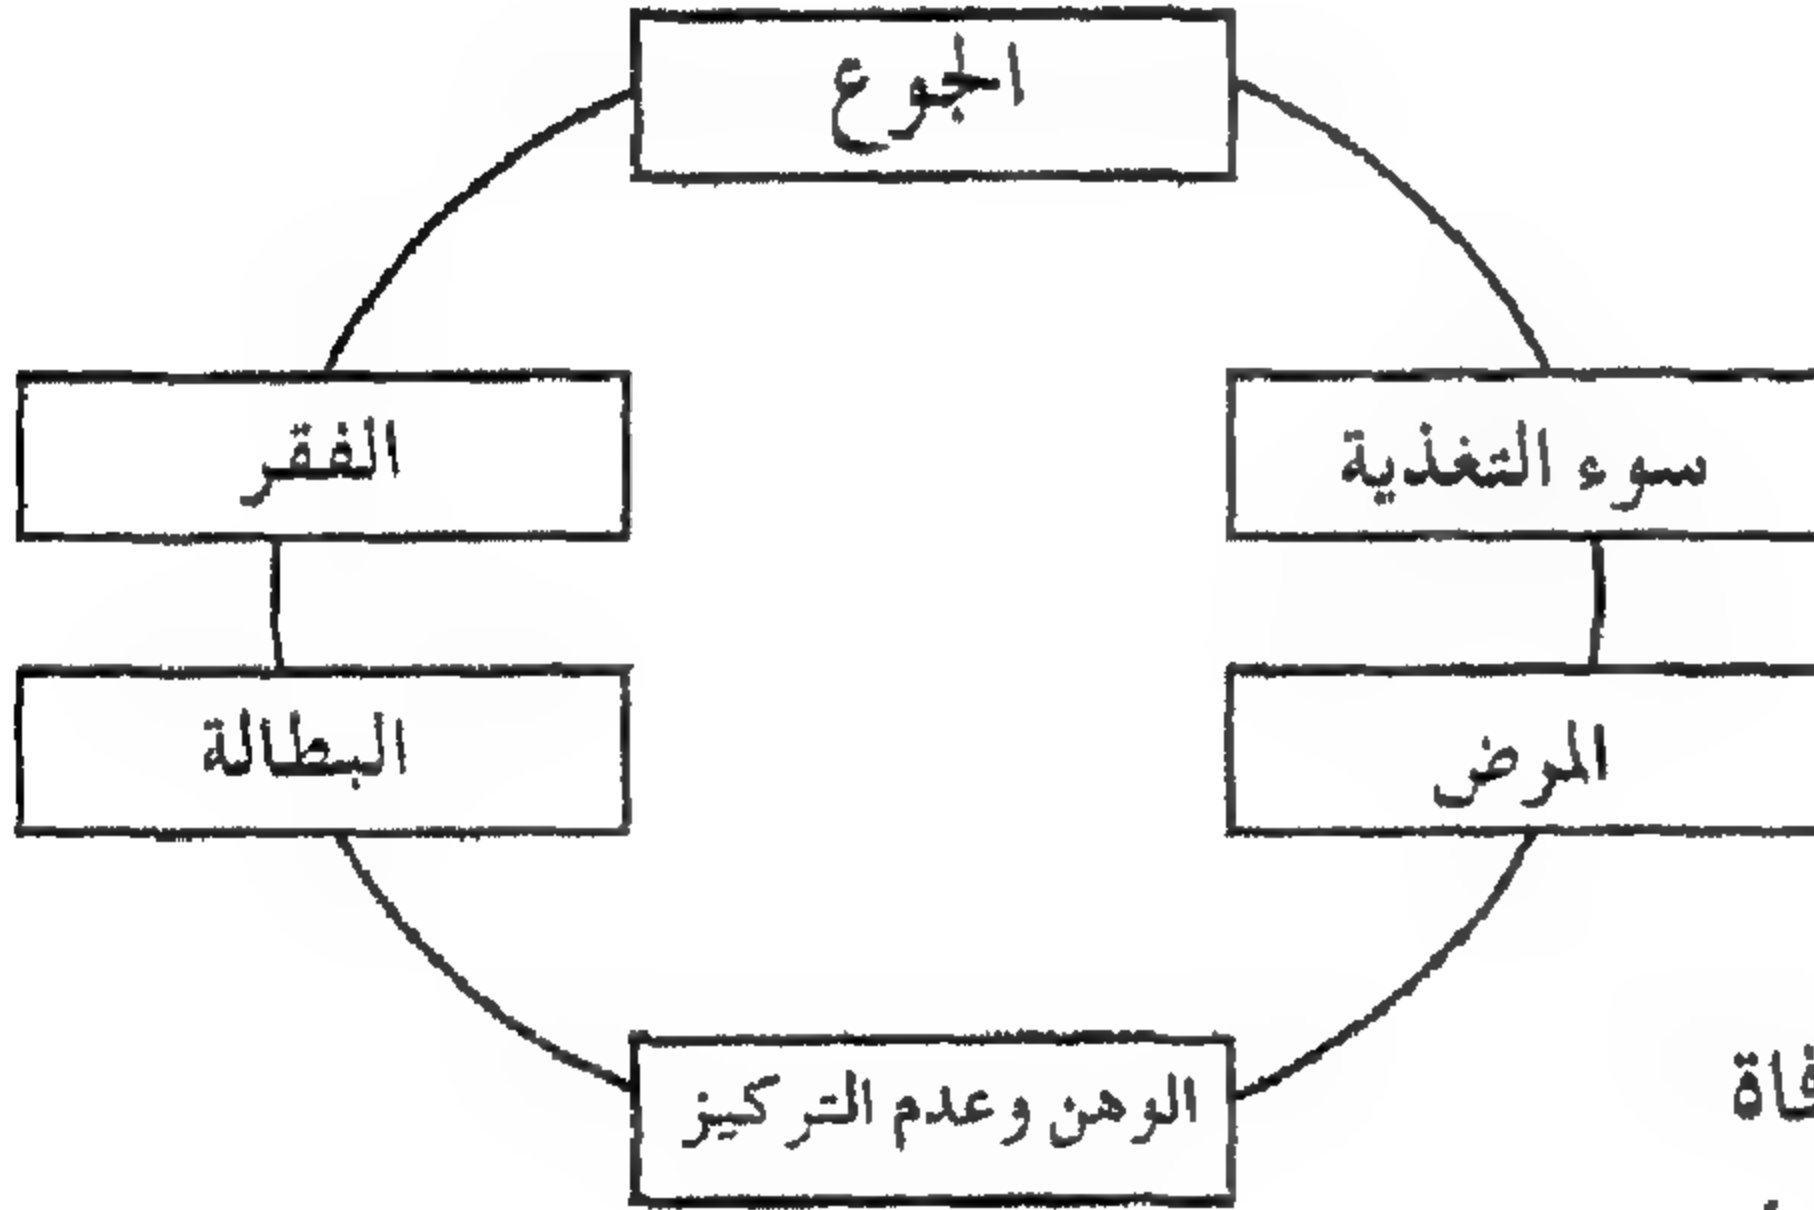 الجوع
سوء التغذية
الفقر
المرض
البطالة
الوهن وعدم التركيز